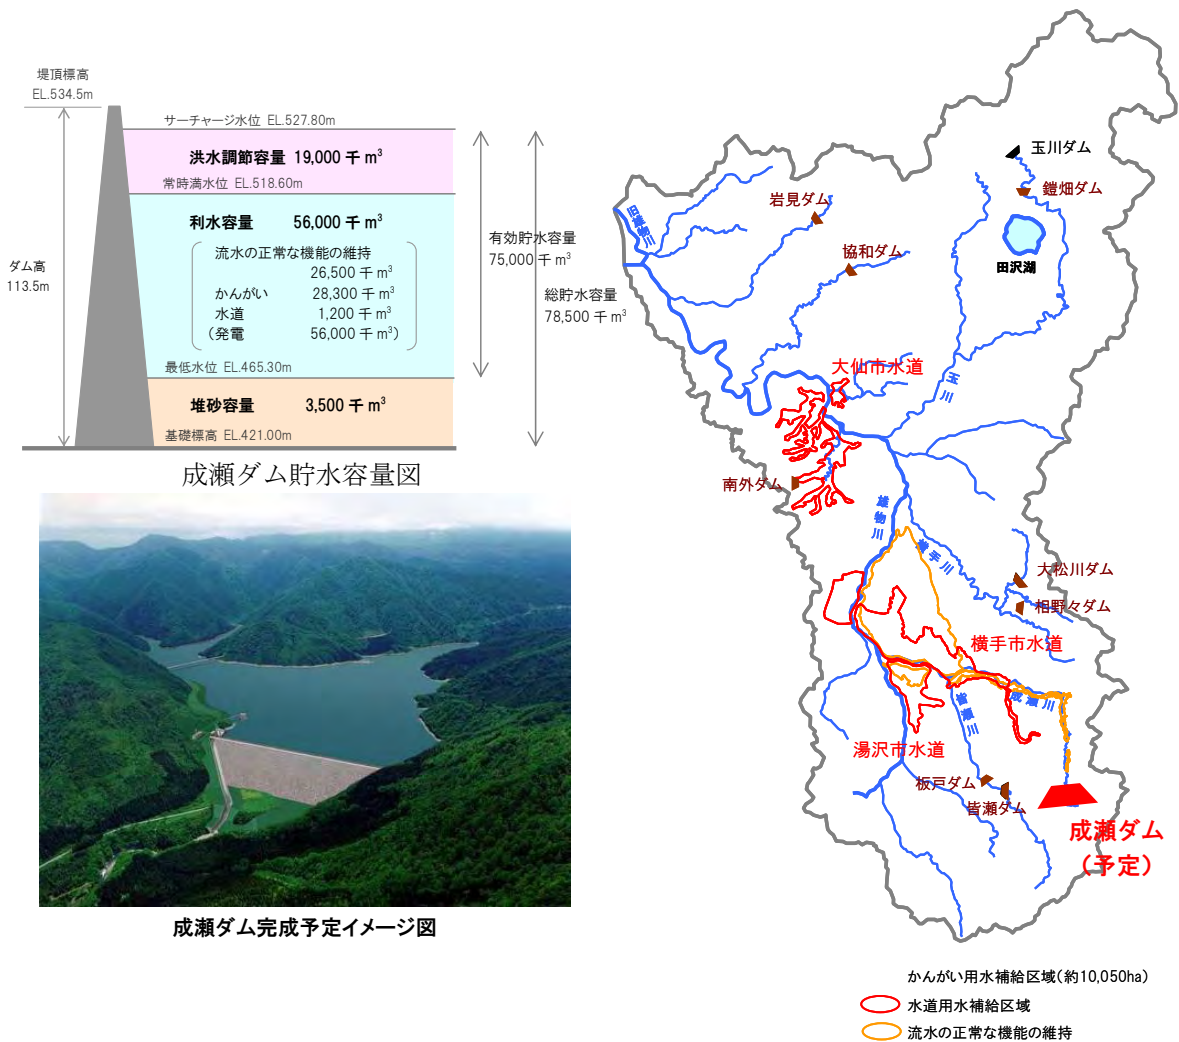 堤頂標高
EL.534.5m
サーチャージ水位 EL.527.80m
洪水調節容量 19,000 千 m³
常時満水位 EL.518.60m
利水容量 56,000 千 m³
流水の正常な機能の維持
26,500 千 m³
かんがい 28,300 千 m³
水道 1,200 千 m³
（発電 56,000 千 m³）
最低水位 EL.465.30m
堆砂容量 3,500 千 m³
基礎標高 EL.421.00m
ダム高
113.5m
有効貯水容量
75,000 千 m³
総貯水容量
78,500 千 m³
成瀬ダム貯水容量図
成瀬ダム完成予定イメージ図
玉川ダム
鎧畑ダム
岩見ダム
旧雄物川
協和ダム
田沢湖
大仙市水道
玉川
南外ダム
雄物川
横手川
大松川ダム
相野々ダム
横手市水道
成瀬川
皆瀬川
湯沢市水道
板戸ダム
皆瀬ダム
成瀬ダム
（予定）
かんがい用水補給区域（約10,050ha）
水道用水補給区域
流水の正常な機能の維持